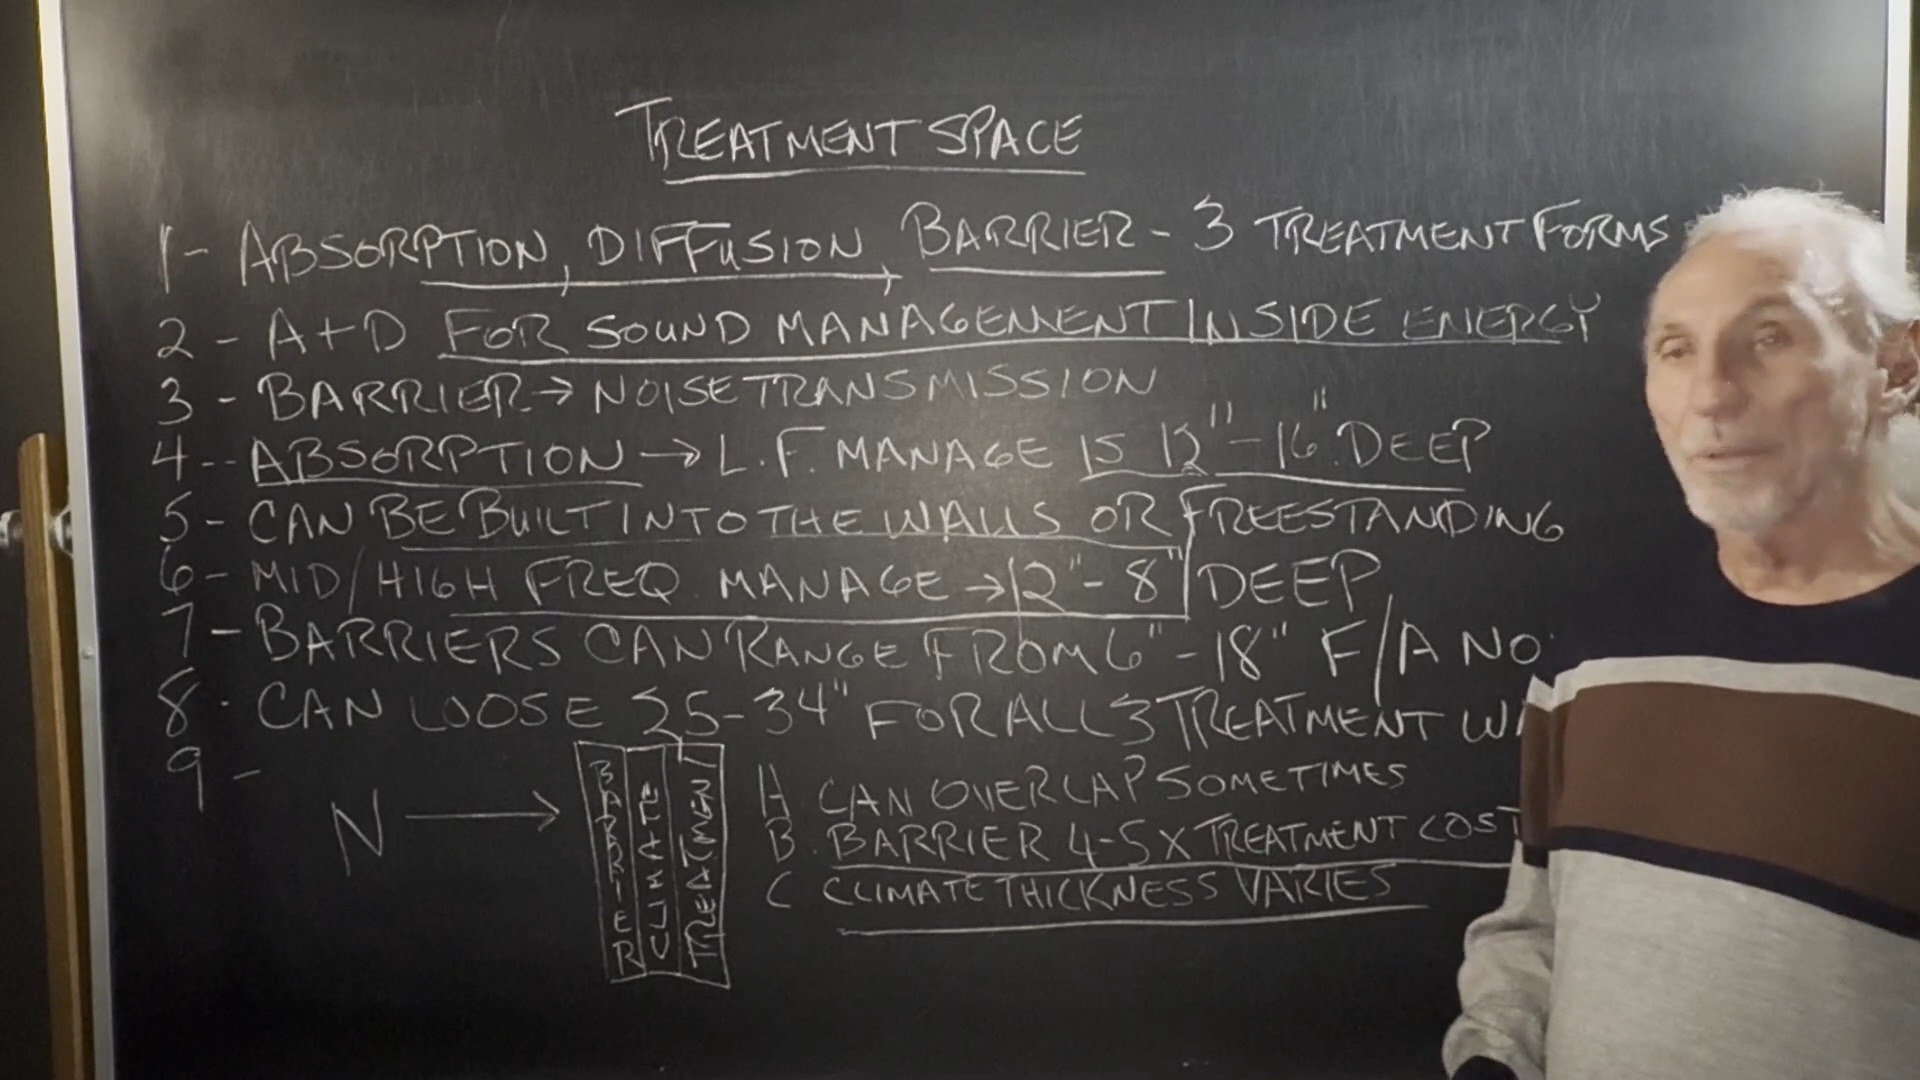 TREATMENT SPACE
1- ABSORPTION, DIFFUSION, BARRIER - 3 TREATMENT FORMS
2 - A+D FOR SOUND MANAGEMENT INSIDE ENERGY
3 - BARRIER → NOISE TRANSMISSION
4-- ABSORPTION → L.F. MANAGE IS 12" - 16" DEEP
5 - CAN BE BUILT INTO THE WALLS OR FREESTANDING
6 - MID/HIGH FREQ. MANAGE → 2" - 8" DEEP
7 - BARRIERS CAN RANGE FROM 6" - 18" F/A NO
8 - CAN LOOSE 25-34" FOR ALL 3 TREATMENT
9 -
N → BARRIER CLIMATE TREATMENT
A CAN OVERLAP SOMETIMES
B. BARRIER 4-5X TREATMENT COST
C CLIMATE THICKNESS VARIES